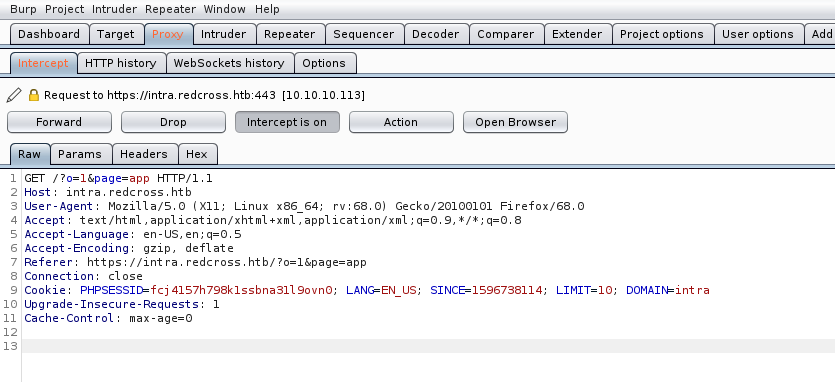 Burp Project Intruder Repeater Window Help
Dashboard Target Proxy Intruder Repeater Sequencer Decoder Comparer Extender Project options User options Add
Intercept HTTP history WebSockets history Options
Request to https://intra.redcross.htb:443 [10.10.10.113]
Forward Drop Intercept is on Action Open Browser
Raw Params Headers Hex
1 GET /?o=1&page=app HTTP/1.1
2 Host: intra.redcross.htb
3 User-Agent: Mozilla/5.0 (X11; Linux x86_64; rv:68.0) Gecko/20100101 Firefox/68.0
4 Accept: text/html,application/xhtml+xml,application/xml;q=0.9,*/*;q=0.8
5 Accept-Language: en-US,en;q=0.5
6 Accept-Encoding: gzip, deflate
7 Referer: https://intra.redcross.htb/?o=1&page=app
8 Connection: close
9 Cookie: PHPSESSID=fcj4157h798k1ssbna31l9ovn0; LANG=EN_US; SINCE=1596738114; LIMIT=10; DOMAIN=intra
10 Upgrade-Insecure-Requests: 1
11 Cache-Control: max-age=0
12
13